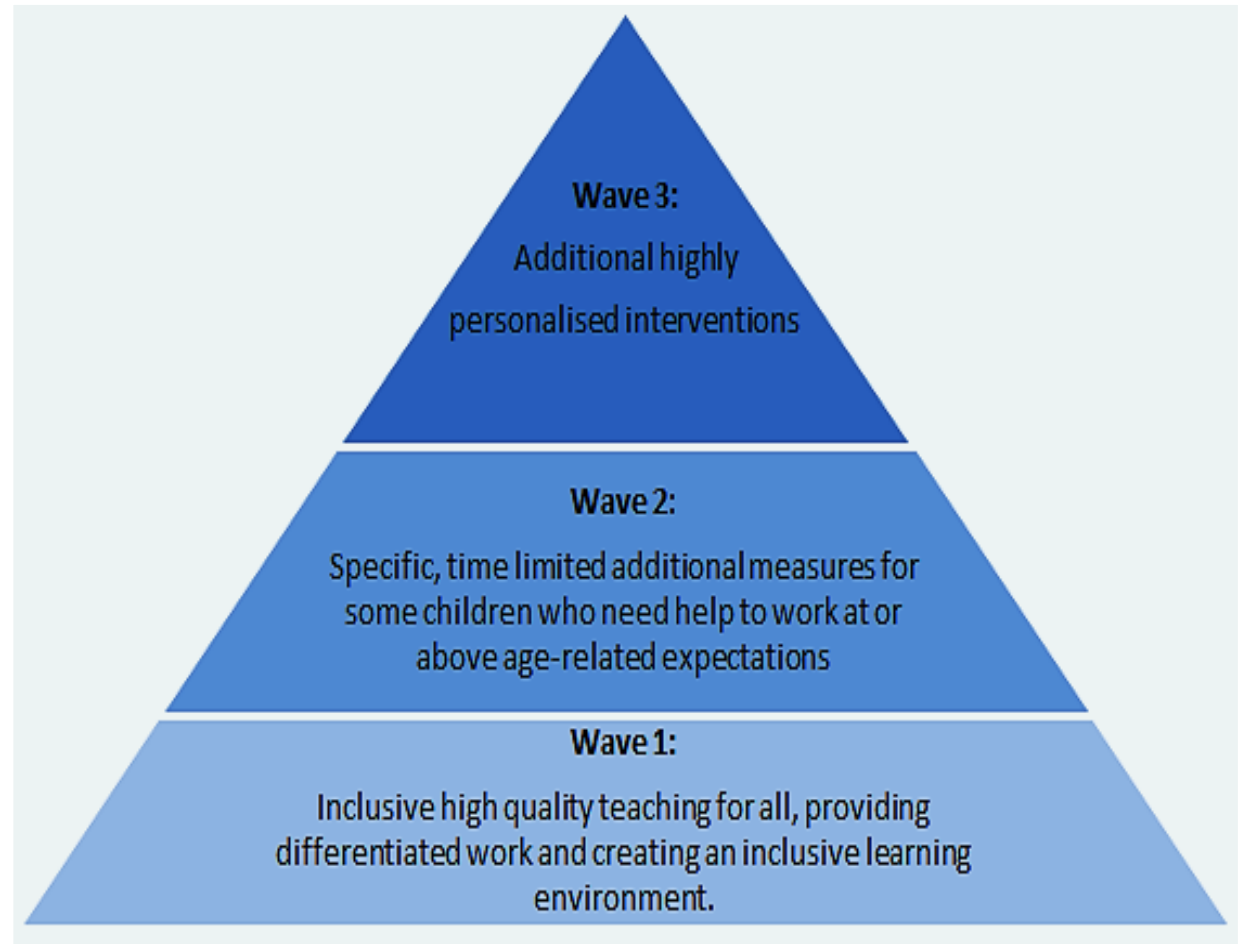 Wave 3:
Additional highly
personalised interventions
Wave 2:
Specific, time limited additional measures for
some children who need help to work at or
above age-related expectations
Wave 1:
Inclusive high quality teaching for all, providing
differentiated work and creating an inclusive learning
environment.